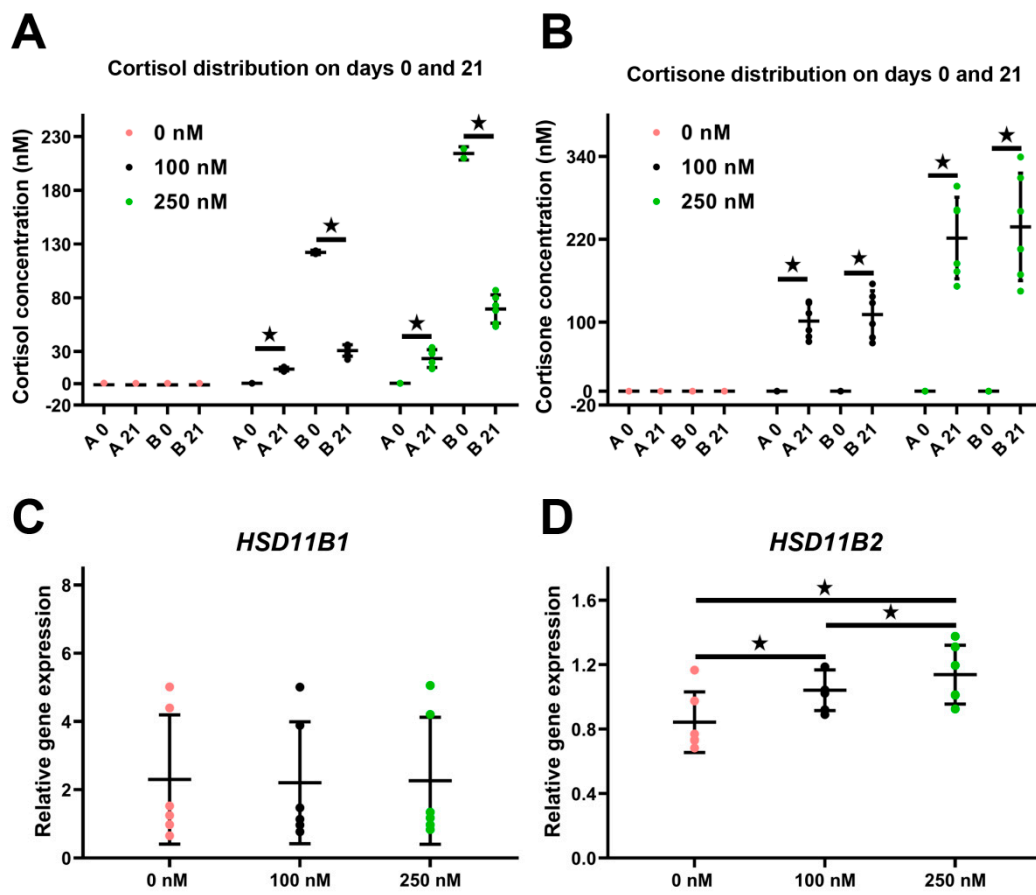 A
Cortisol distribution on days 0 and 21
Cortisol concentration (nM)
230
180
130
80
30
0
-20
0 nM
100 nM
250 nM
A 0
A 21
B 0
B 21
A 0
A 21
B 0
B 21
A 0
A 21
B 0
B 21
B
Cortisone distribution on days 0 and 21
Cortisone concentration (nM)
340
220
100
0
-20
0 nM
100 nM
250 nM
A 0
A 21
B 0
B 21
A 0
A 21
B 0
B 21
A 0
A 21
B 0
B 21
C
HSD11B1
Relative gene expression
8
6
4
2
0
0 nM
100 nM
250 nM
D
HSD11B2
Relative gene expression
1.6
1.2
0.8
0.4
0.0
0 nM
100 nM
250 nM